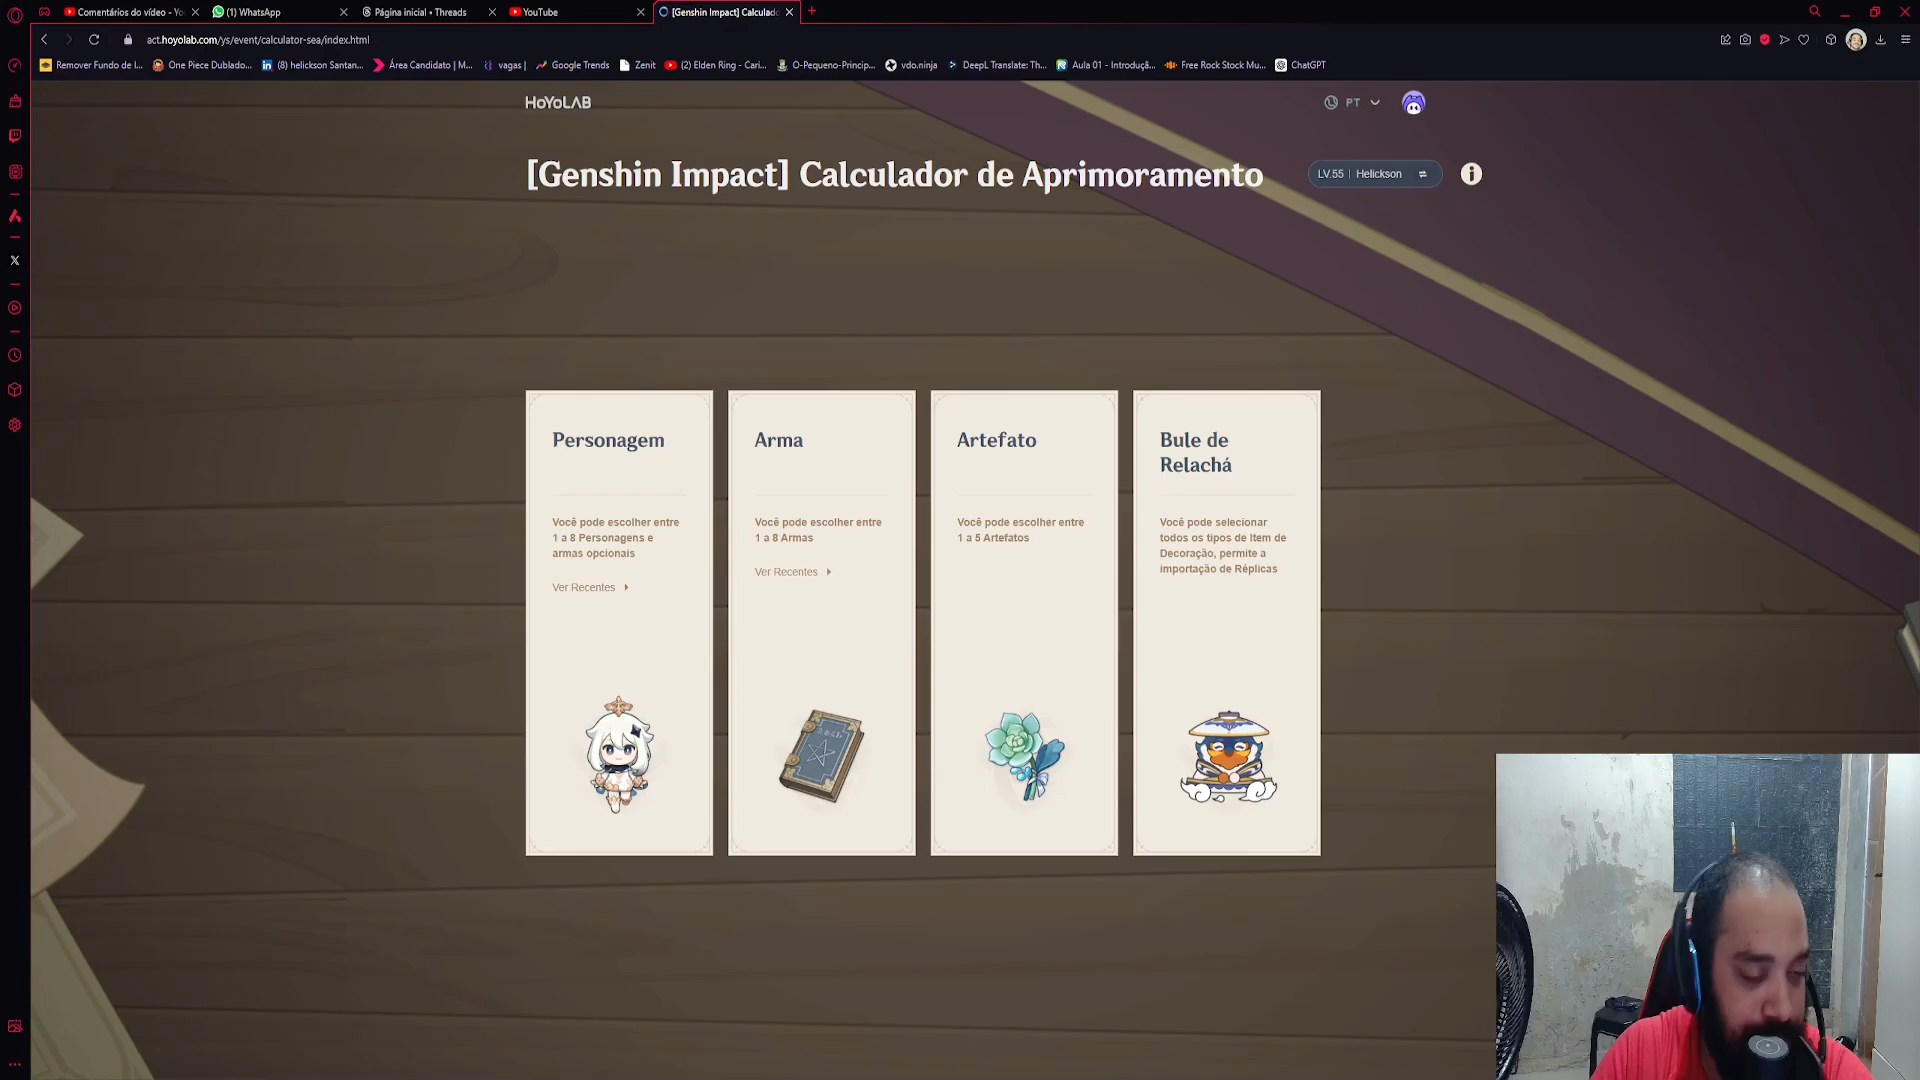 Comentários do vídeo - Yo
(1) WhatsApp
Página inicial • Threads
YouTube
[Genshin Impact] Calculado
act.hoyolab.com/ys/event/calculator-sea/index.html
Remover Fundo de I...
One Piece Dublado...
(8) helickson Santan...
Área Candidato | M...
vagas |
Google Trends
Zenit
(2) Elden Ring - Cari...
O-Pequeno-Princip...
vdo.ninja
DeepL Translate: Th...
Aula 01 - Introduçã...
Free Rock Stock Mu...
ChatGPT
HoYoLAB
PT
[Genshin Impact] Calculador de Aprimoramento
LV.55 | Helickson
Personagem
Você pode escolher entre
1 a 8 Personagens e
armas opcionais
Ver Recentes
Arma
Você pode escolher entre
1 a 8 Armas
Ver Recentes
Artefato
Você pode escolher entre
1 a 5 Artefatos
Bule de
Relachá
Você pode selecionar
todos os tipos de Item de
Decoração, permite a
importação de Réplicas